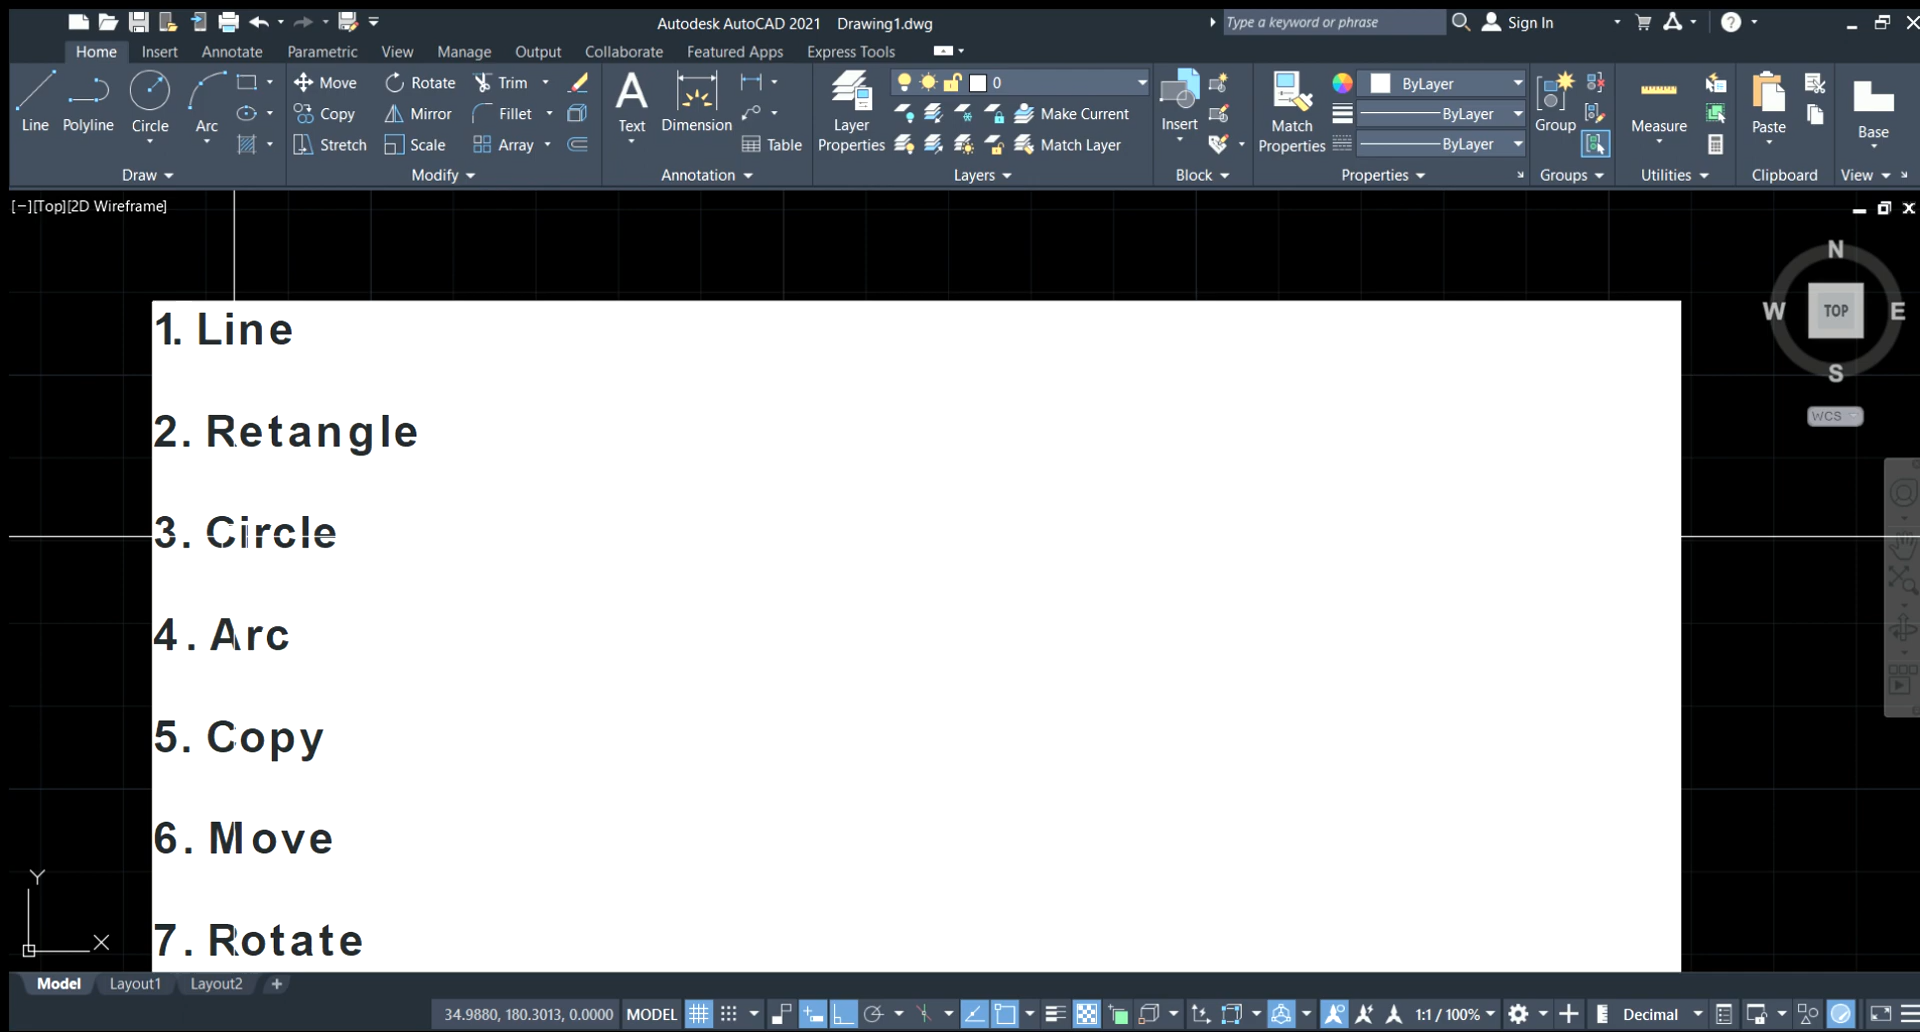 Autodesk AutoCAD 2021 Drawing1.dwg
Type a keyword or phrase
Sign In
Home Insert Annotate Parametric View Manage Output Collaborate Featured Apps Express Tools
Line Polyline Circle Arc
Move Rotate Trim
Copy Mirror Fillet
Stretch Scale Array
Text Dimension Table
Layer Properties
0
Make Current
Match Layer
Insert
Match Properties
ByLayer
ByLayer
ByLayer
Group
Measure
Paste
Base
Draw Modify Annotation Layers Block Properties Groups Utilities Clipboard View
[−][Top][2D Wireframe]
N
W TOP E
S
WCS
1. Line
2. Retangle
3. Circle
4. Arc
5. Copy
6. Move
7. Rotate
Y
X
Model Layout1 Layout2 +
34.9880, 180.3013, 0.0000 MODEL 1:1 / 100% Decimal